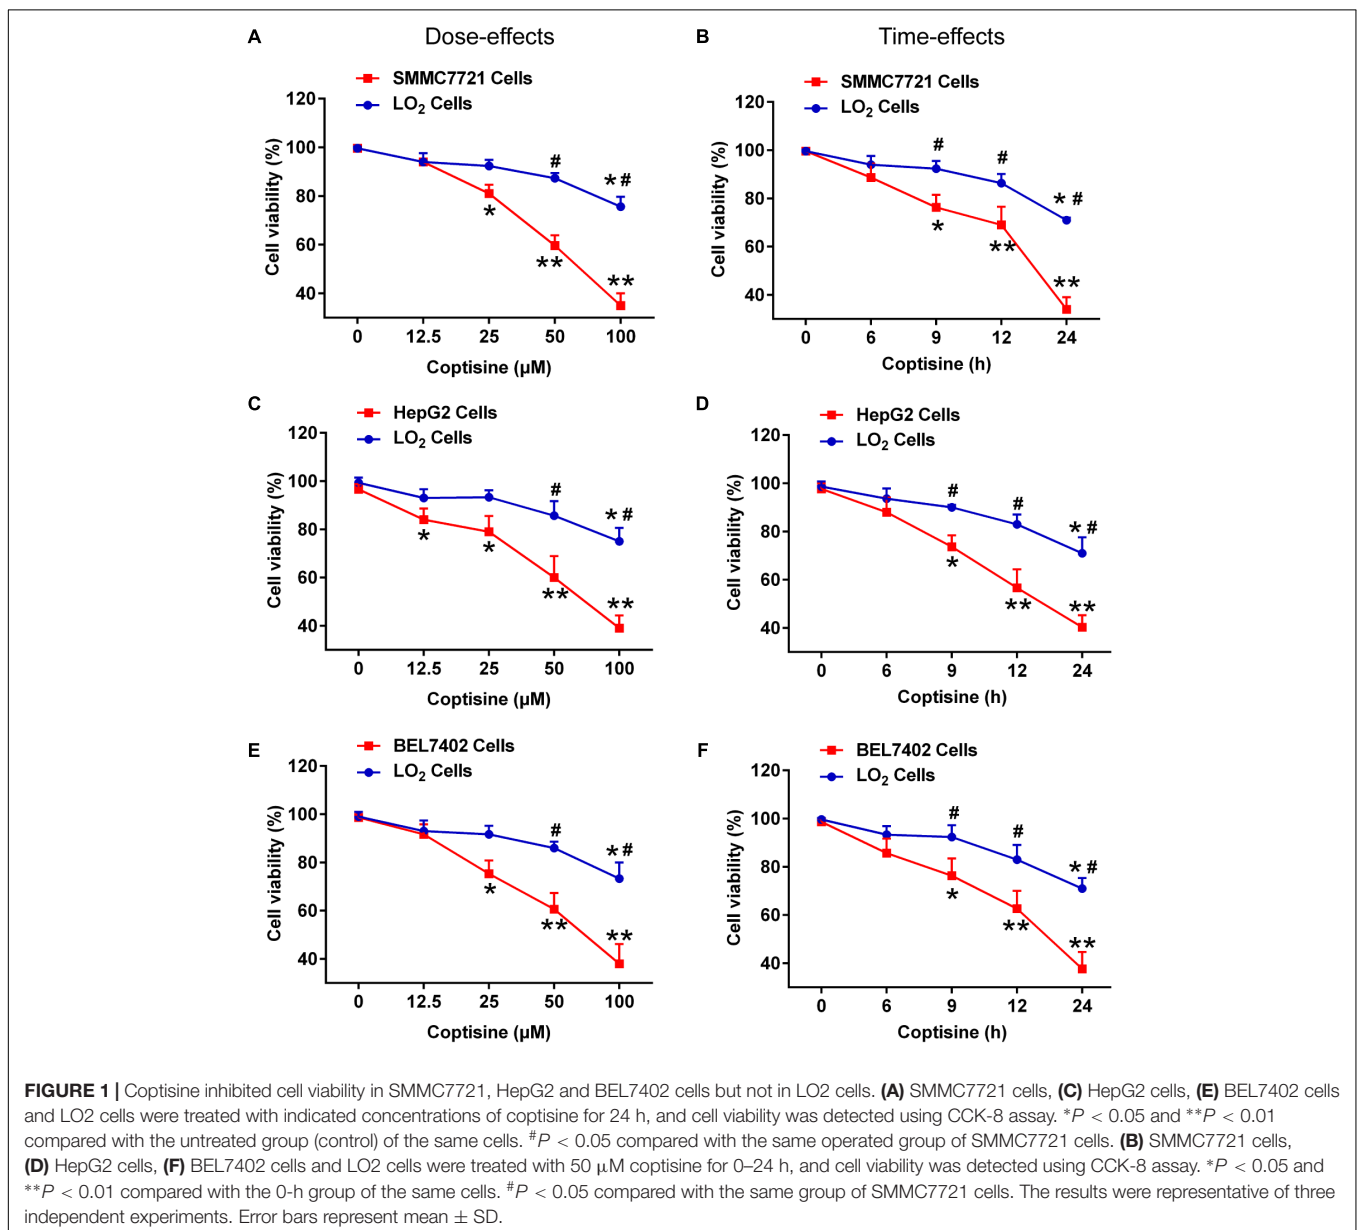 A Dose-effects B Time-effects
SMMC7721 Cells
LO2 Cells
120
100
80
60
40
Cell viability (%)
#
* #
*
**
**
0 12.5 25 50 100
Coptisine (µM)
SMMC7721 Cells
LO2 Cells
120
100
80
60
40
Cell viability (%)
#
#
* #
*
**
**
0 6 9 12 24
Coptisine (h)
C
HepG2 Cells
LO2 Cells
120
100
80
60
40
Cell viability (%)
#
* #
*
*
**
**
0 12.5 25 50 100
Coptisine (µM)
D
HepG2 Cells
LO2 Cells
120
100
80
60
40
Cell viability (%)
#
#
* #
*
**
**
0 6 9 12 24
Coptisine (h)
E
BEL7402 Cells
LO2 Cells
120
100
80
60
40
Cell viability (%)
#
* #
*
**
**
0 12.5 25 50 100
Coptisine (µM)
F
BEL7402 Cells
LO2 Cells
120
100
80
60
40
Cell viability (%)
#
#
* #
*
**
**
0 6 9 12 24
Coptisine (h)
FIGURE 1 | Coptisine inhibited cell viability in SMMC7721, HepG2 and BEL7402 cells but not in LO2 cells. (A) SMMC7721 cells, (C) HepG2 cells, (E) BEL7402 cells
and LO2 cells were treated with indicated concentrations of coptisine for 24 h, and cell viability was detected using CCK-8 assay. *P < 0.05 and **P < 0.01
compared with the untreated group (control) of the same cells. #P < 0.05 compared with the same operated group of SMMC7721 cells. (B) SMMC7721 cells,
(D) HepG2 cells, (F) BEL7402 cells and LO2 cells were treated with 50 µM coptisine for 0–24 h, and cell viability was detected using CCK-8 assay. *P < 0.05 and
**P < 0.01 compared with the 0-h group of the same cells. #P < 0.05 compared with the same group of SMMC7721 cells. The results were representative of three
independent experiments. Error bars represent mean ± SD.